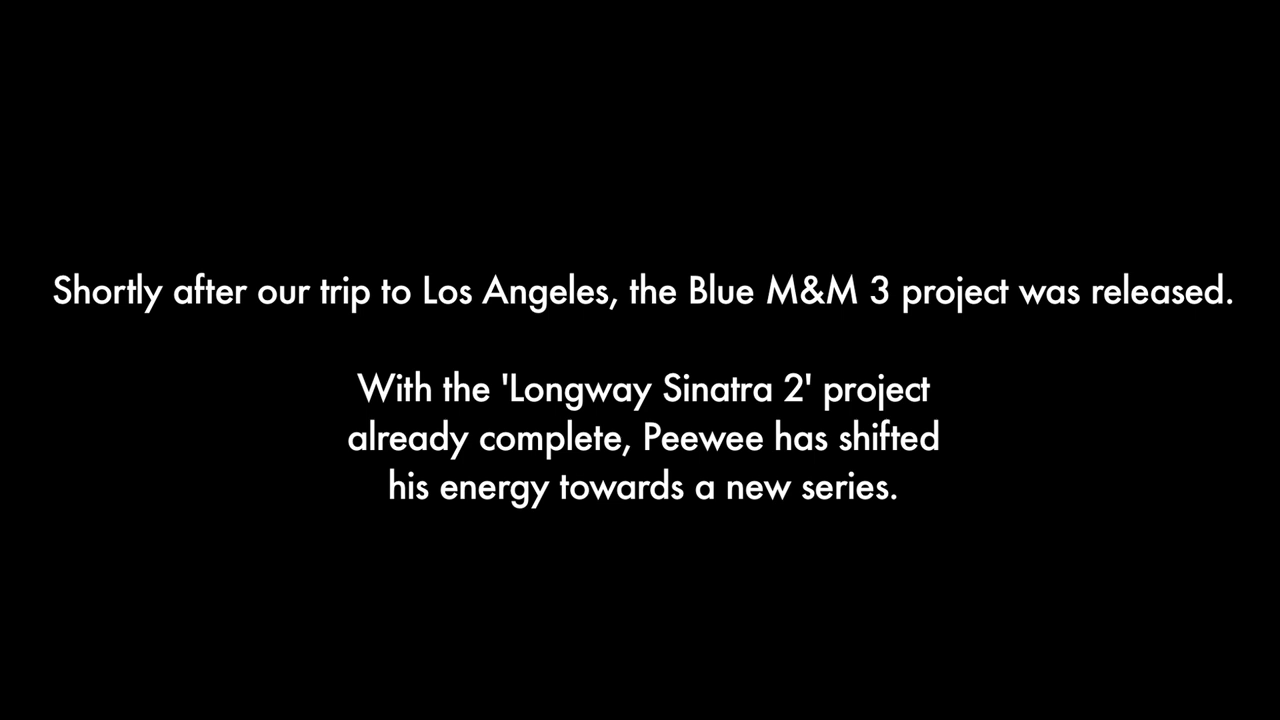 Shortly after our trip to Los Angeles, the Blue M&M 3 project was released.
With the 'Longway Sinatra 2' project
already complete, Peewee has shifted
his energy towards a new series.